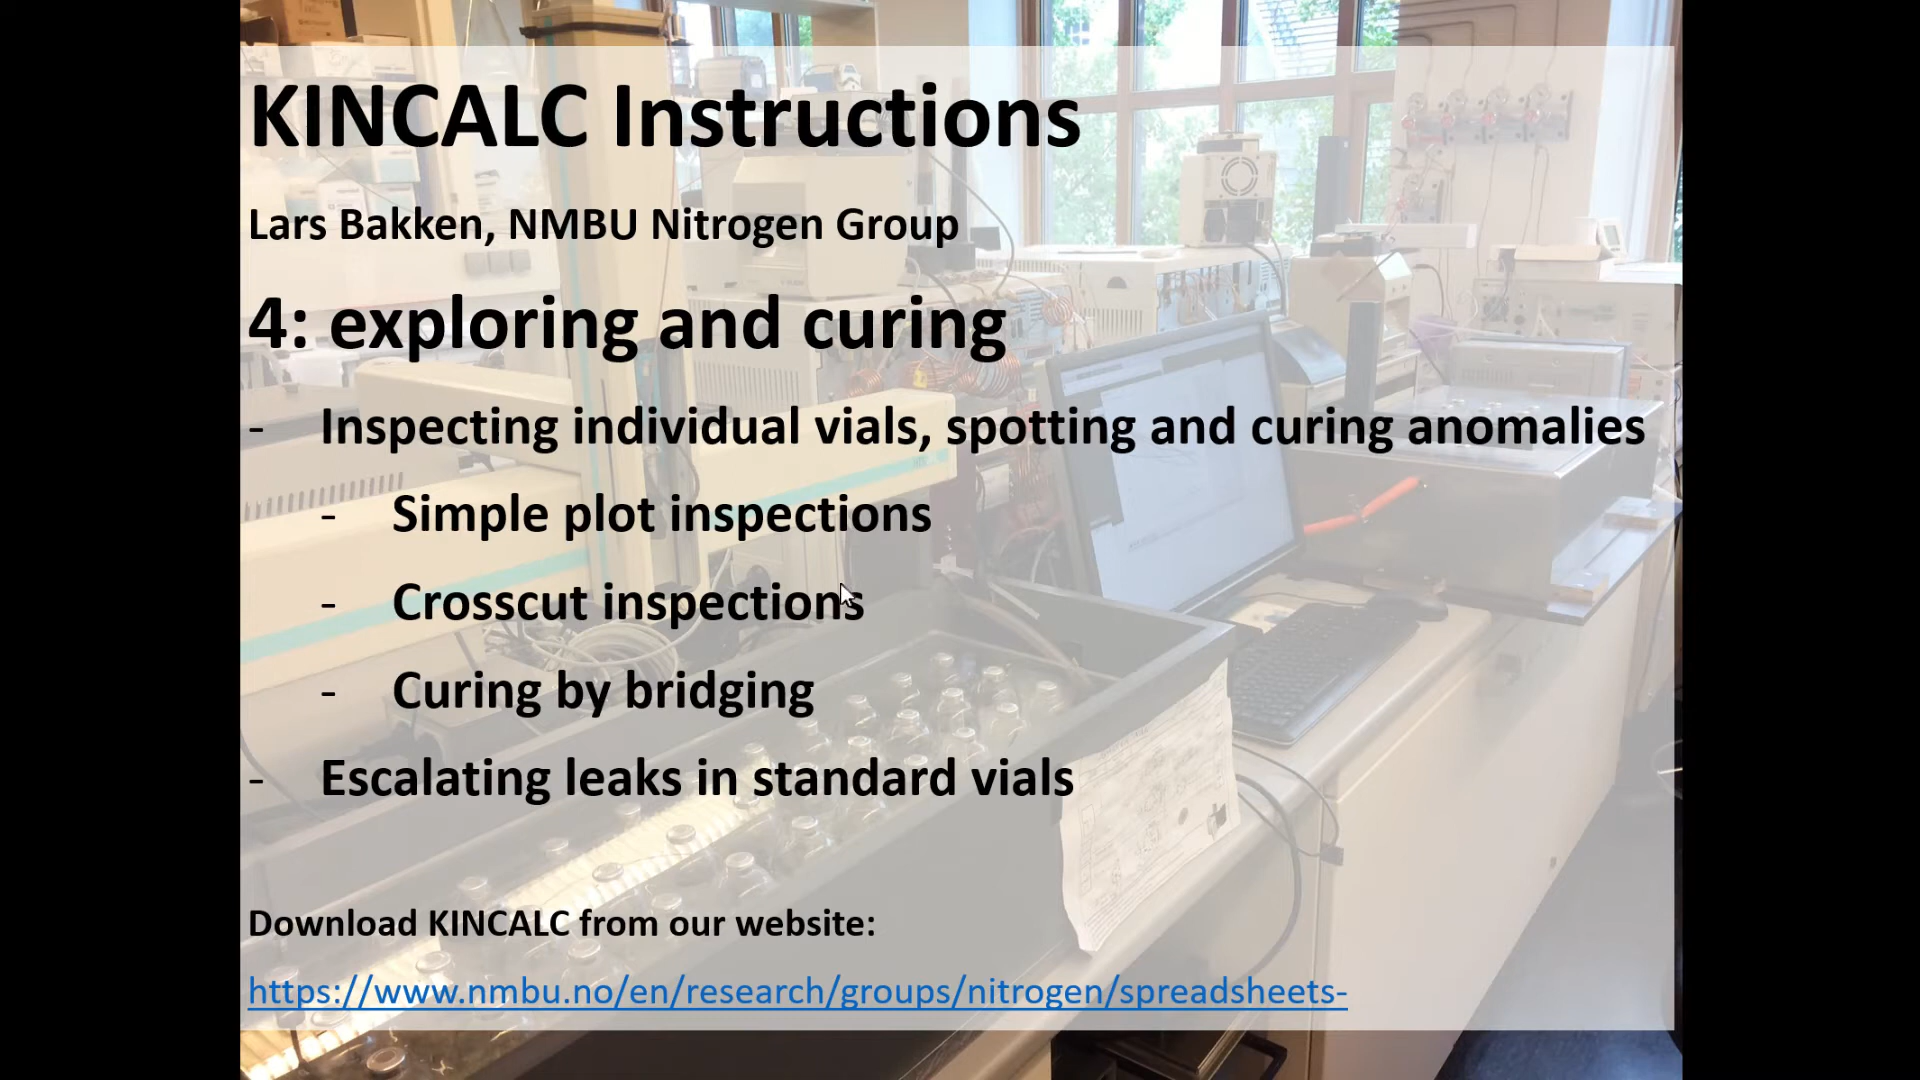 KINCALC Instructions
Lars Bakken, NMBU Nitrogen Group
4: exploring and curing
- Inspecting individual vials, spotting and curing anomalies
- Simple plot inspections
- Crosscut inspections
- Curing by bridging
- Escalating leaks in standard vials
Download KINCALC from our website:
https://www.nmbu.no/en/research/groups/nitrogen/spreadsheets-